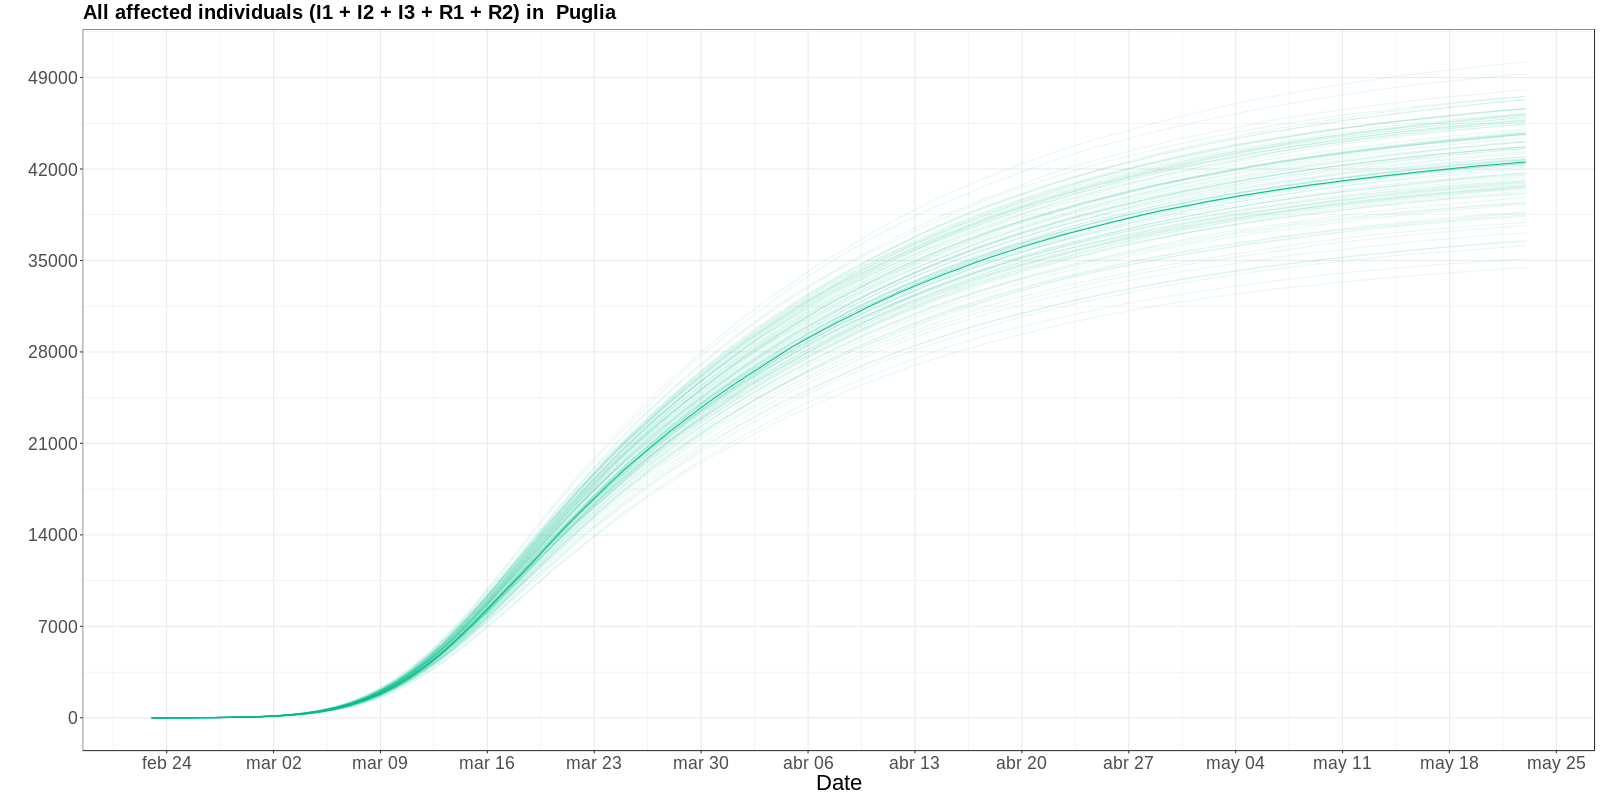 All affected individuals (I1 + I2 + I3 + R1 + R2) in  Puglia
49000
42000
35000
28000
21000
14000
7000
0
feb 24 mar 02 mar 09 mar 16 mar 23 mar 30 abr 06 abr 13 abr 20 abr 27 may 04 may 11 may 18 may 25
Date